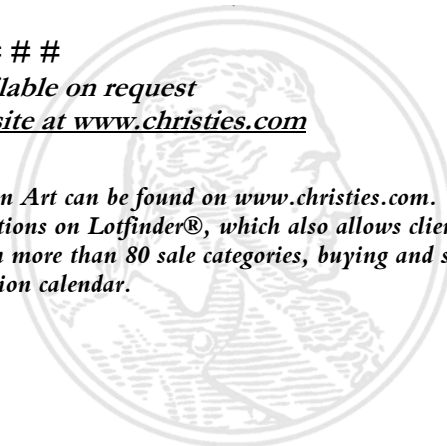 # #
lable on request
site at www.christies.com
n Art can be found on www.christies.com.
tions on Lotfinder®, which also allows clien
more than 80 sale categories, buying and s
ion calendar.